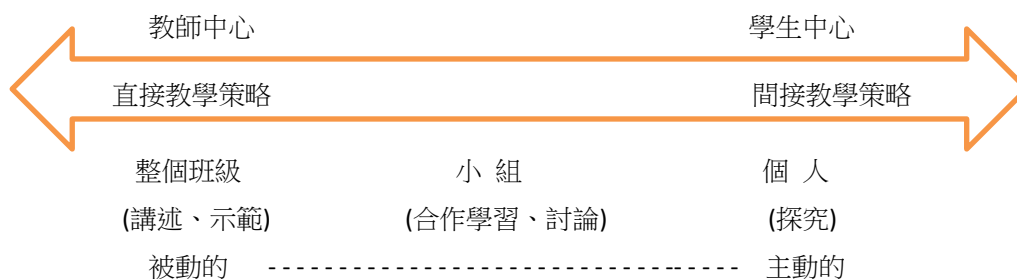 教師中心 學生中心
直接教學策略 間接教學策略
整個班級 小 組 個 人
(講述、示範) (合作學習、討論) (探究)
被動的 --------------------------------- 主動的